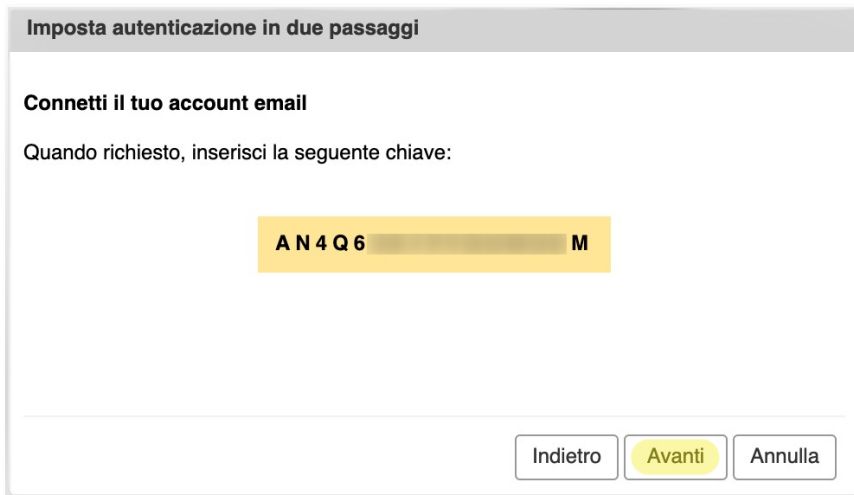 Imposta autenticazione in due passaggi
Connetti il tuo account email
Quando richiesto, inserisci la seguente chiave:
A N 4 Q 6 M
Indietro Avanti Annulla